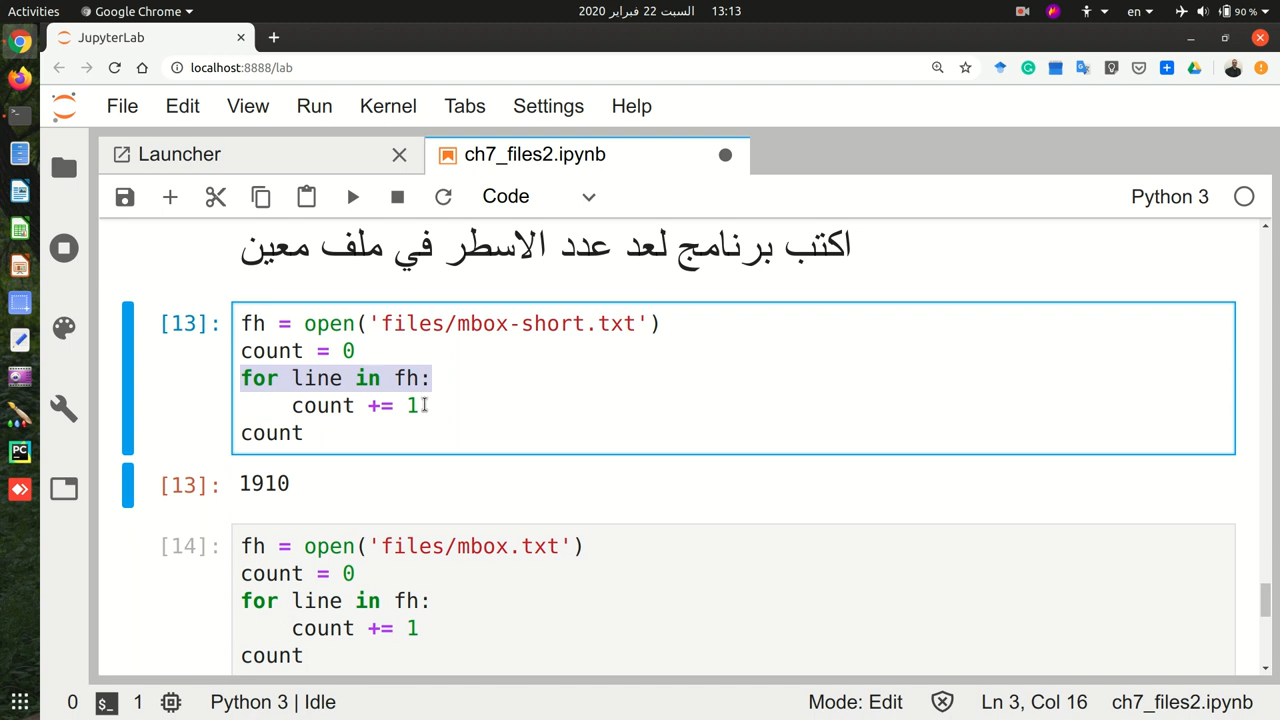 Activities
Google Chrome
السبت 22 فبراير 2020
13:13
en
90 %
JupyterLab
localhost:8888/lab
File Edit View Run Kernel Tabs Settings Help
Launcher
ch7_files2.ipynb
Code
Python 3
اكتب برنامج لعد عدد الاسطر في ملف معين
[13]:
fh = open('files/mbox-short.txt')
count = 0
for line in fh:
    count += 1
count
[13]:
1910
[14]:
fh = open('files/mbox.txt')
count = 0
for line in fh:
    count += 1
count
0
1
Python 3 | Idle
Mode: Edit
Ln 3, Col 16
ch7_files2.ipynb